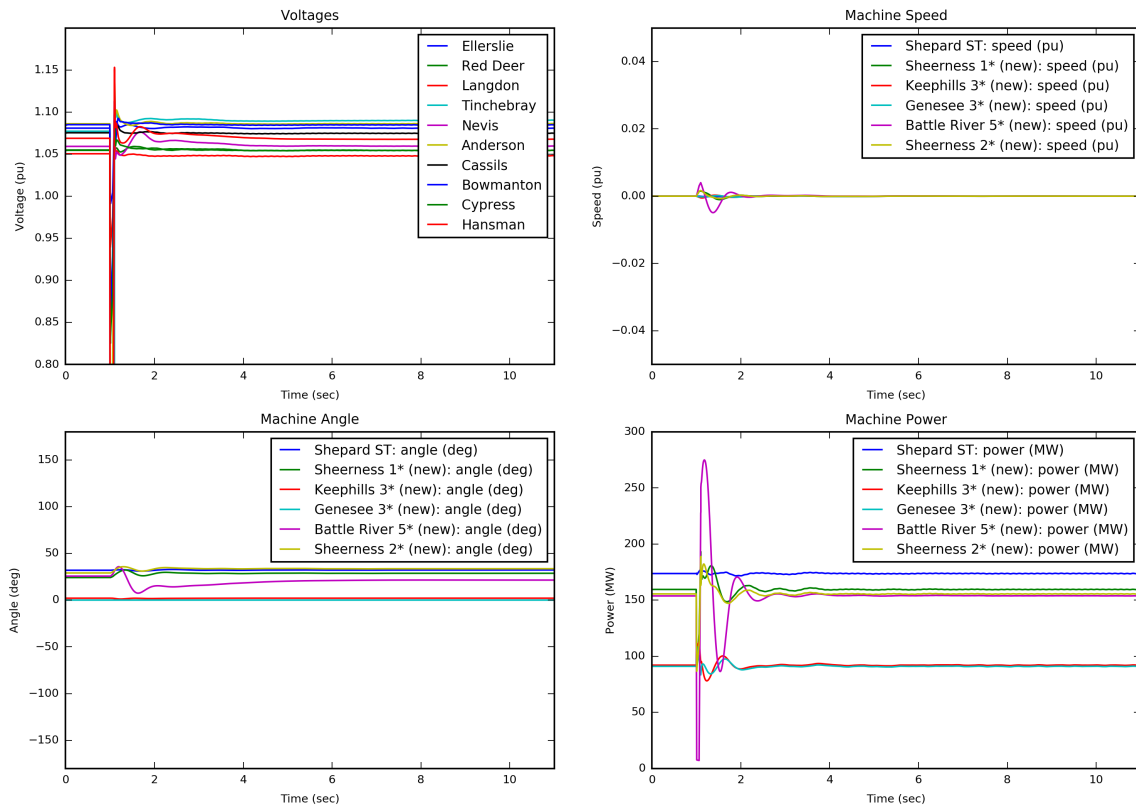 Voltages
Voltage (pu)
1.15
1.10
1.05
1.00
0.95
0.90
0.85
0.80
0 2 4 6 8 10
Time (sec)
Ellerslie
Red Deer
Langdon
Tinchebray
Nevis
Anderson
Cassils
Bowmanton
Cypress
Hansman
Machine Speed
Speed (pu)
0.04
0.02
0.00
−0.02
−0.04
0 2 4 6 8 10
Time (sec)
Shepard ST: speed (pu)
Sheerness 1* (new): speed (pu)
Keephills 3* (new): speed (pu)
Genesee 3* (new): speed (pu)
Battle River 5* (new): speed (pu)
Sheerness 2* (new): speed (pu)
Machine Angle
Angle (deg)
150
100
50
0
−50
−100
−150
0 2 4 6 8 10
Time (sec)
Shepard ST: angle (deg)
Sheerness 1* (new): angle (deg)
Keephills 3* (new): angle (deg)
Genesee 3* (new): angle (deg)
Battle River 5* (new): angle (deg)
Sheerness 2* (new): angle (deg)
Machine Power
Power (MW)
300
250
200
150
100
50
0
0 2 4 6 8 10
Time (sec)
Shepard ST: power (MW)
Sheerness 1* (new): power (MW)
Keephills 3* (new): power (MW)
Genesee 3* (new): power (MW)
Battle River 5* (new): power (MW)
Sheerness 2* (new): power (MW)